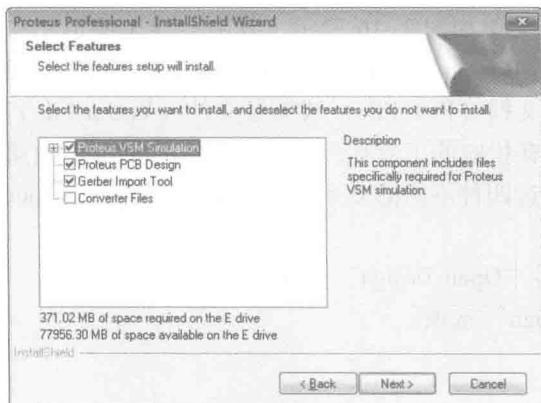 Proteus Professional - InstallShield Wizard
Select Features
Select the features setup will install.
Select the features you want to install, and deselect the features you do not want to install.
Proteus VSM Simulation
Proteus PCB Design
Gerber Import Tool
Converter Files
Description
This component includes files
specifically required for Proteus
VSM simulation.
371.02 MB of space required on the E drive
77956.30 MB of space available on the E drive
InstallShield
< Back
Next >
Cancel